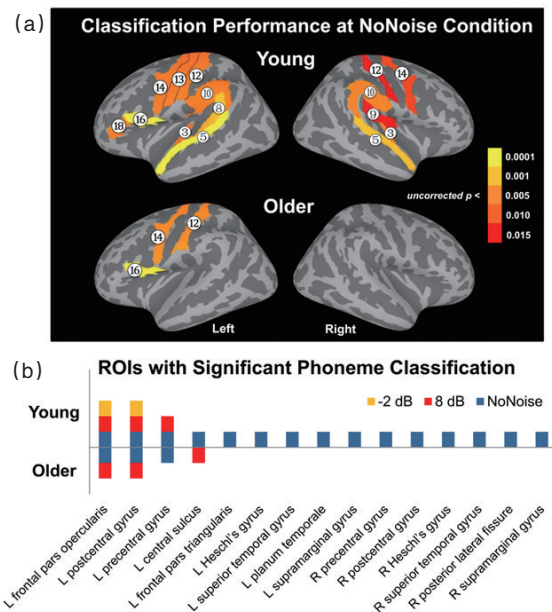 (a)
Classification Performance at NoNoise Condition
Young
12
13
14
10
16
8
18
3
5
12
14
10
9
3
5
0.0001
0.001
uncorrected p < 0.005
0.010
0.015
Older
14
12
16
Left
Right
(b)
ROIs with Significant Phoneme Classification
-2 dB 8 dB NoNoise
Young
Older
L frontal pars opercularis
L postcentral gyrus
L precentral gyrus
L central sulcus
L frontal pars triangularis
L Heschl's gyrus
L superior temporal gyrus
L planum temporale
L supramarginal gyrus
R precentral gyrus
R postcentral gyrus
R Heschl's gyrus
R superior temporal gyrus
R posterior lateral fissure
R supramarginal gyrus